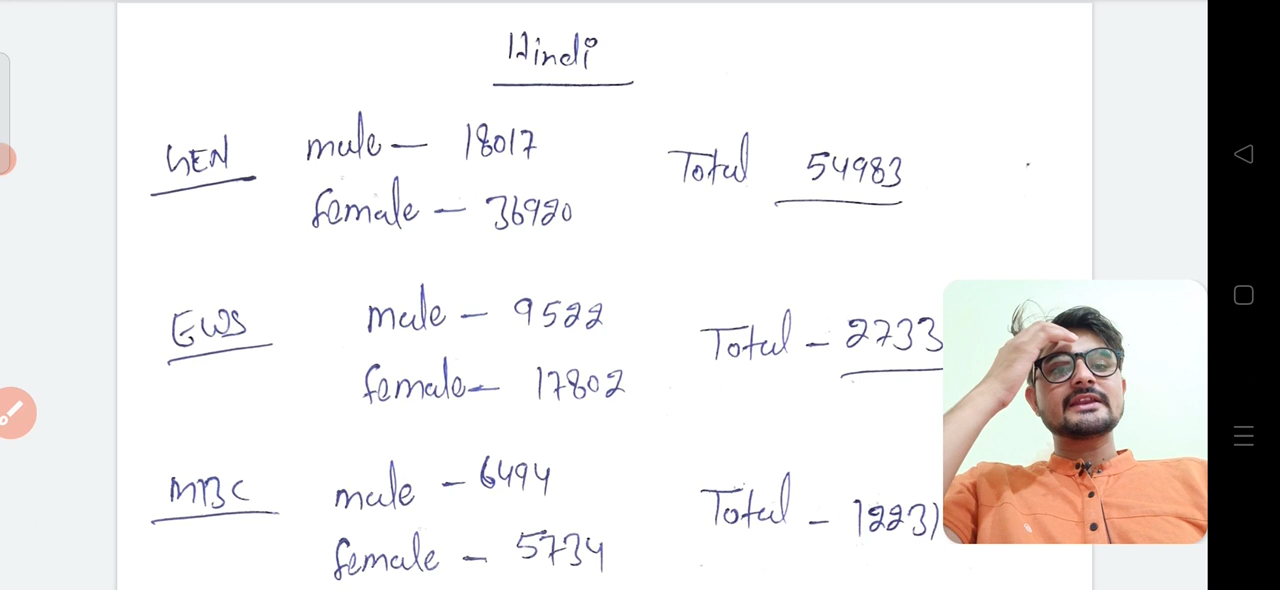 Hindi
GEN male - 18017 Total 54983
female - 36920
EWS male - 9522 Total - 2733
female - 17802
MBC male - 6494 Total - 12231
female - 5734